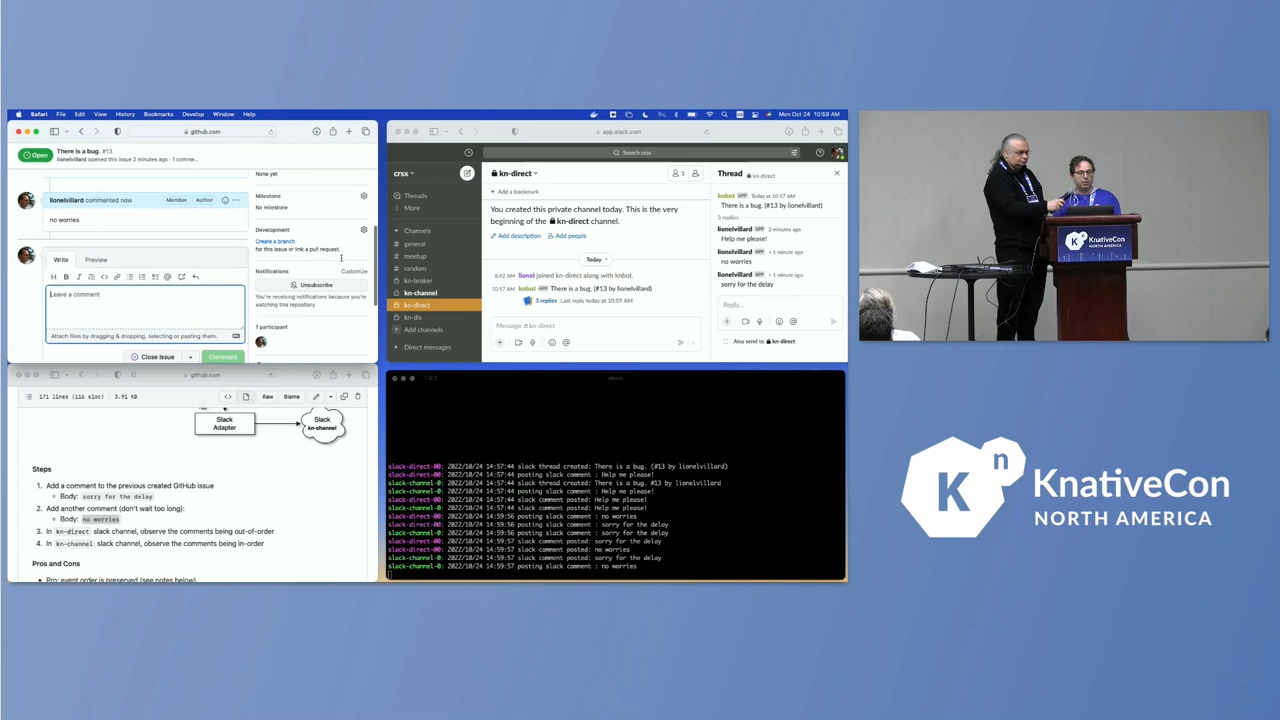 Safari File Edit View History Bookmarks Develop Window Help
Mon Oct 24 10:59 AM
github.com
Open
There is a bug. #13
lionelvillard opened this issue 2 minutes ago · 1 comme...
None yet
lionelvillard commented now
Member
Author
no worries
Milestone
No milestone
Development
Create a branch
for this issue or link a pull request.
Notifications
Customize
Unsubscribe
You're receiving notifications because you're
watching this repository.
1 participant
Write
Preview
Leave a comment
Attach files by dragging & dropping, selecting or pasting them.
Close issue
Comment
app.slack.com
Search crsx
crsx
Threads
More
Channels
general
meetup
random
kn-broker
kn-channel
kn-direct
kn-dls
Add channels
Direct messages
kn-direct
1
Add a bookmark
You created this private channel today. This is the very
beginning of the kn-direct channel.
Add description
Add people
Today
8:42 AM lionel joined kn-direct along with knbot.
10:57 AM knbot APP There is a bug. (#13 by lionelvillard)
3 replies Last reply today at 10:59 AM
Message kn-direct
Thread kn-direct
knbot APP Today at 10:57 AM
There is a bug. (#13 by lionelvillard)
3 replies
lionelvillard APP 2 minutes ago
Help me please!
lionelvillard APP < 1 minute ago
no worries
lionelvillard APP < 1 minute ago
sorry for the delay
Reply...
Also send to kn-direct
github.com
171 lines (116 sloc)
3.91 KB
Raw
Blame
Slack
Adapter
Slack
kn-channel
Steps
1. Add a comment to the previous created GitHub issue
Body: sorry for the delay
2. Add another comment (don't wait too long):
Body: no worries
3. In kn-direct slack channel, observe the comments being out-of-order
4. In kn-channel slack channel, observe the comments being in-order
Pros and Cons
Pro: event order is preserved (see notes below)
stern
slack-direct-00: 2022/10/24 14:57:44 slack thread created: There is a bug. (#13 by lionelvillard)
slack-direct-00: 2022/10/24 14:57:44 posting slack comment : Help me please!
slack-channel-0: 2022/10/24 14:57:44 slack thread created: There is a bug. #13 by lionelvillard
slack-channel-0: 2022/10/24 14:57:44 posting slack comment : Help me please!
slack-direct-00: 2022/10/24 14:57:44 slack comment posted: Help me please!
slack-channel-0: 2022/10/24 14:57:44 slack comment posted: Help me please!
slack-direct-00: 2022/10/24 14:59:56 posting slack comment : no worries
slack-direct-00: 2022/10/24 14:59:56 posting slack comment : sorry for the delay
slack-channel-0: 2022/10/24 14:59:56 posting slack comment : sorry for the delay
slack-direct-00: 2022/10/24 14:59:57 slack comment posted: sorry for the delay
slack-direct-00: 2022/10/24 14:59:57 slack comment posted: no worries
slack-channel-0: 2022/10/24 14:59:57 slack comment posted: sorry for the delay
slack-channel-0: 2022/10/24 14:59:57 posting slack comment : no worries
Kn KnativeCon
NORTH AMERICA
Kn KnativeCon
NORTH AMERICA